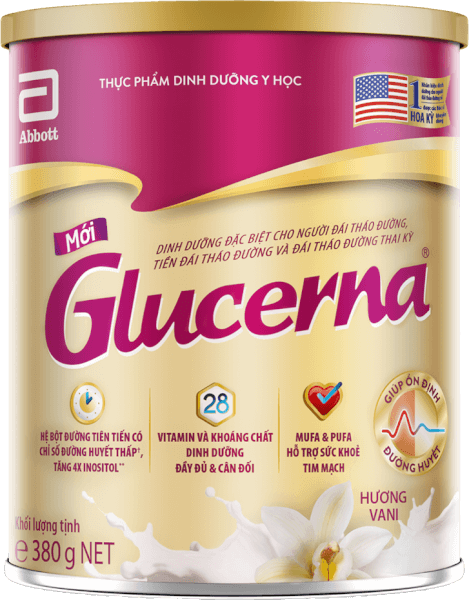 Abbott
THỰC PHẨM DINH DƯỠNG Y HỌC
1
HOA KỲ
Mới
DINH DƯỠNG ĐẶC BIỆT CHO NGƯỜI ĐÁI THÁO ĐƯỜNG,
TIỀN ĐÁI THÁO ĐƯỜNG VÀ ĐÁI THÁO ĐƯỜNG THAI KỲ
Glucerna®
HỆ BỘT ĐƯỜNG TIÊN TIẾN CÓ
CHỈ SỐ ĐƯỜNG HUYẾT THẤP¹,
TĂNG 4X INOSITOL**
28
VITAMIN VÀ KHOÁNG CHẤT
DINH DƯỠNG
ĐẦY ĐỦ & CÂN ĐỐI
MUFA & PUFA
HỖ TRỢ SỨC KHOẺ
TIM MẠCH
GIÚP ỔN ĐỊNH
ĐƯỜNG HUYẾT
HƯƠNG
VANI
Khối lượng tịnh
℮ 380 g NET